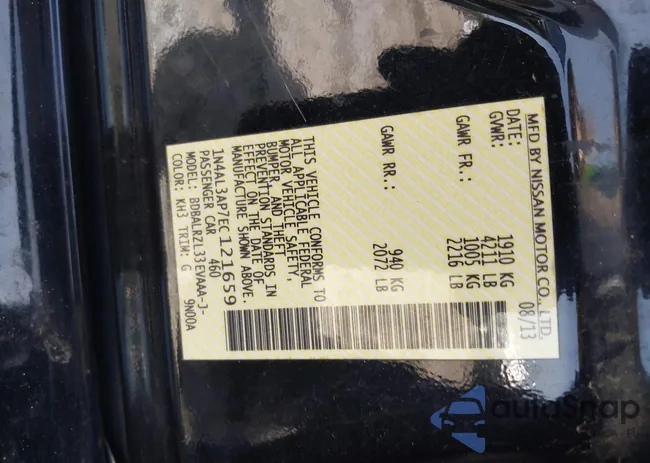 MFD BY NISSAN MOTOR CO., LTD.
DATE: 08/13
GVWR: 1910 KG
4211 LB
GAWR FR.: 1005 KG
2216 LB
GAWR RR.: 940 KG
2072 LB
THIS VEHICLE CONFORMS TO
ALL APPLICABLE FEDERAL
MOTOR VEHICLE SAFETY,
BUMPER, AND THEFT
PREVENTION STANDARDS IN
EFFECT ON THE DATE OF
MANUFACTURE SHOWN ABOVE.
1N4AL3AP7EC121659
PASSENGER CAR 460
MODEL: BDBALRZL33EVAAA-J-
COLOR: KH3 TRIM: G 9N00A
autoSnap